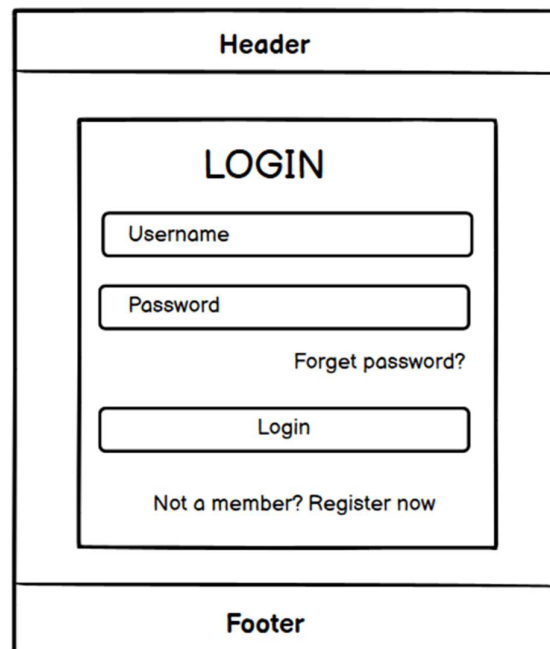 Header
LOGIN
Username
Password
Forget password?
Login
Not a member? Register now
Footer